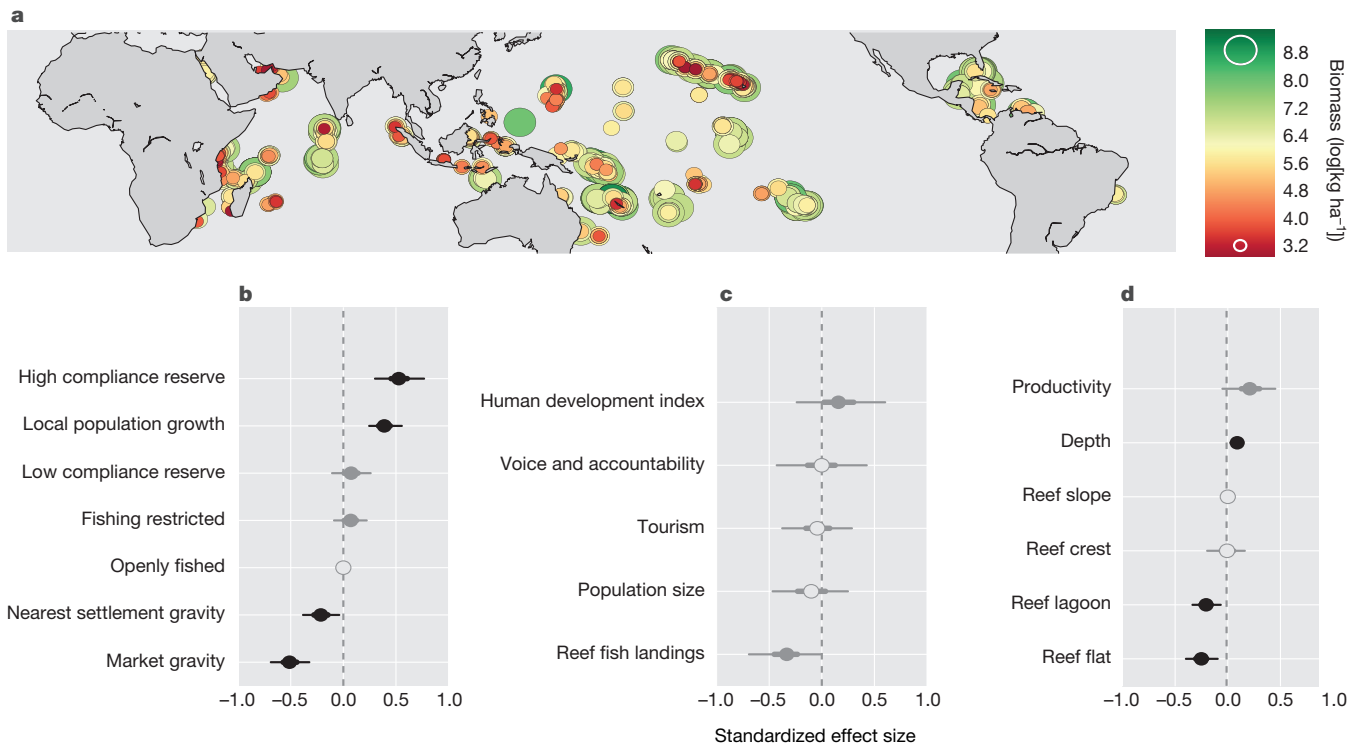 a
8.8
8.0
7.2
6.4
5.6
4.8
4.0
3.2
Biomass (log[kg ha⁻¹])
b
High compliance reserve
Local population growth
Low compliance reserve
Fishing restricted
Openly fished
Nearest settlement gravity
Market gravity
−1.0 −0.5 0.0 0.5 1.0
c
Human development index
Voice and accountability
Tourism
Population size
Reef fish landings
−1.0 −0.5 0.0 0.5 1.0
d
Productivity
Depth
Reef slope
Reef crest
Reef lagoon
Reef flat
−1.0 −0.5 0.0 0.5 1.0
Standardized effect size